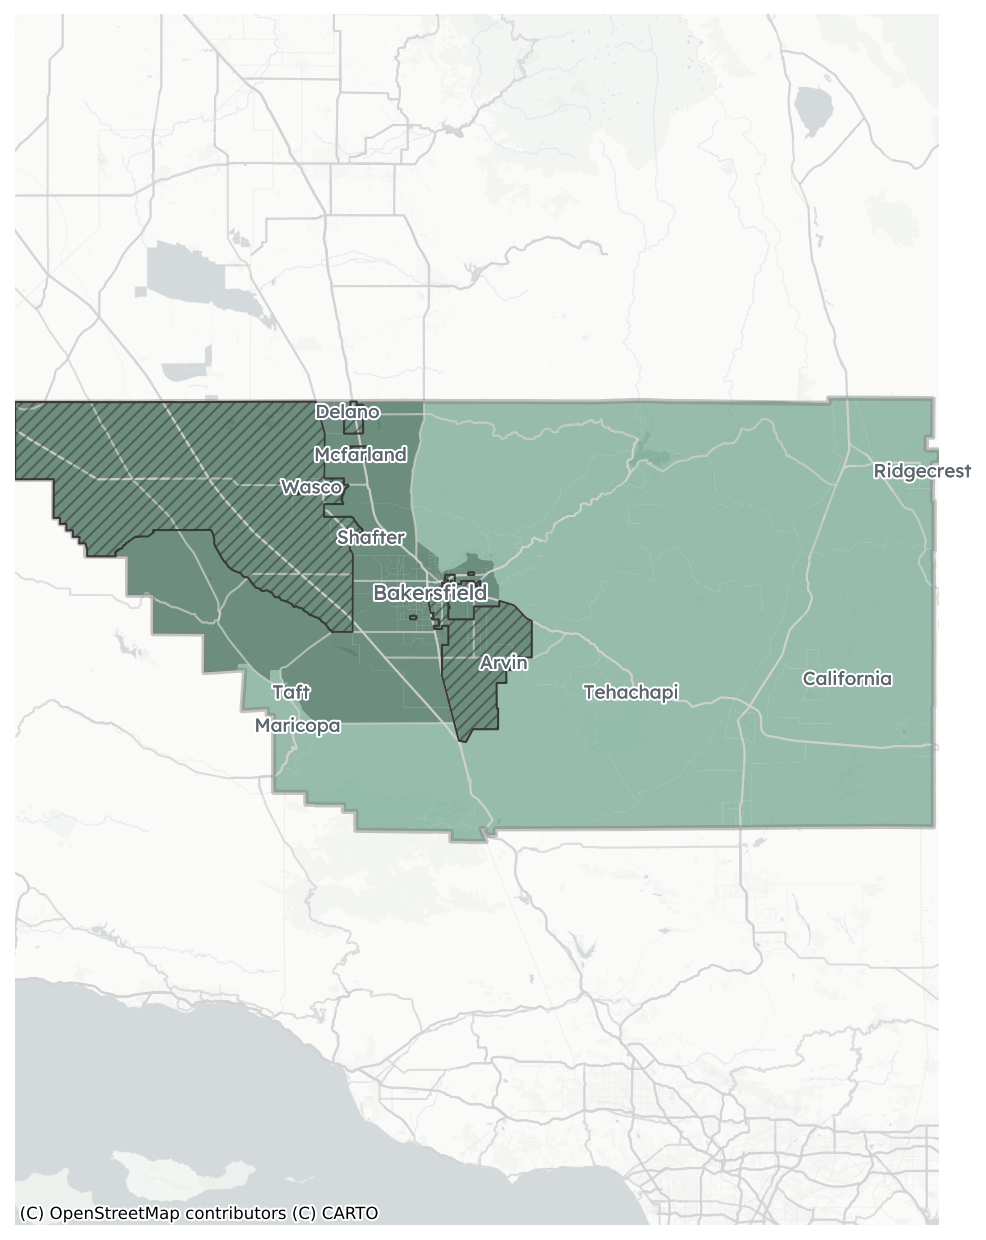 Delano
Mcfarland
Ridgecrest
Wasco
Shafter
Bakersfield
Arvin
California
Taft
Tehachapi
Maricopa
(C) OpenStreetMap contributors (C) CARTO